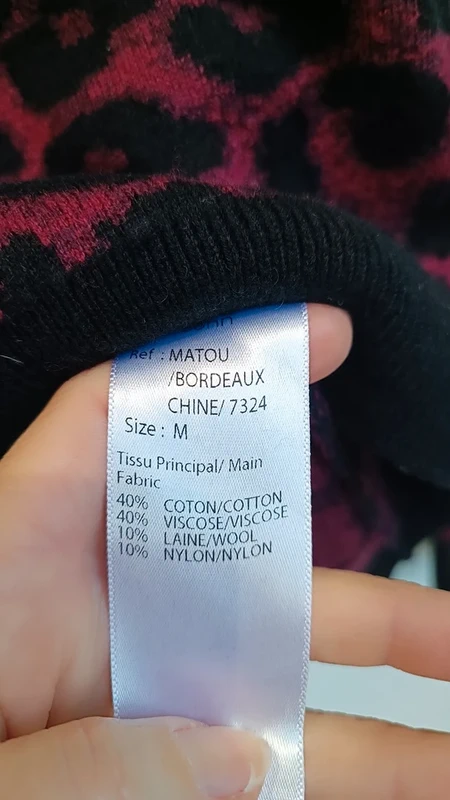 Ref : MATOU
/BORDEAUX
CHINE/ 7324
Size : M
Tissu Principal/ Main
Fabric
40% COTON/COTTON
40% VISCOSE/VISCOSE
10% LAINE/WOOL
10% NYLON/NYLON